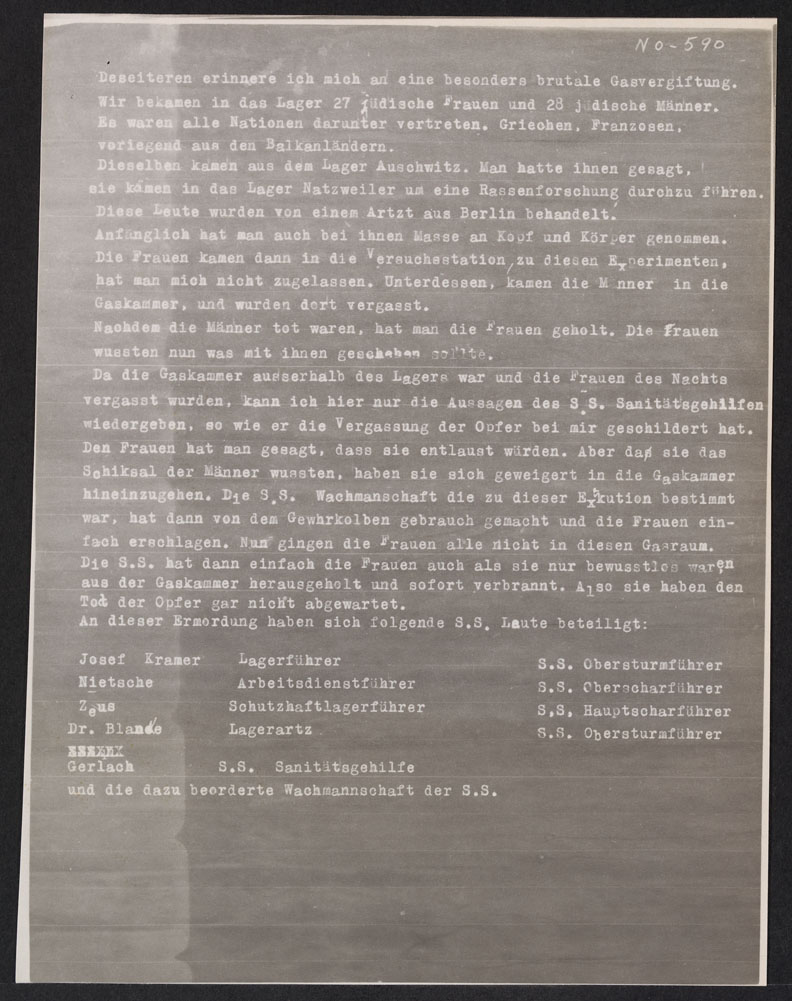 NO-590
Deseiteren erinnere ich mich an eine besonders brutale Gasvergiftung.
Wir bekamen in das Lager 27 jüdische Frauen und 28 jüdische Männer.
Es waren alle Nationen darunter vertreten. Griechen, Franzosen,
vorliegend aus den Balkanländern.
Dieselben kamen aus dem Lager Auschwitz. Man hatte ihnen gesagt,
sie kämen in das Lager Natzweiler um eine Rassenforschung durchzu führen.
Diese Leute wurden von einem Artzt aus Berlin behandelt.
Anfänglich hat man auch bei ihnen Masse an Kopf und Körper genommen.
Die Frauen kamen dann in die Versuchsstation, zu diesen Experimenten,
hat man mich nicht zugelassen. Unterdessen, kamen die M nner in die
Gaskammer, und wurden dort vergasst.
Nachdem die Männer tot waren, hat man die Frauen geholt. Die Frauen
wussten nun was mit ihnen geschehen sollte.
Da die Gaskammer ausserhalb des Lagers war und die Frauen des Nachts
vergasst wurden, kann ich hier nur die Aussagen des S.S. Sanitätsgehilfen
wiedergeben, so wie er die Vergassung der Opfer bei mir geschildert hat.
Den Frauen hat man gesagt, dass sie entlaust würden. Aber da sie das
Schiksal der Männer wussten, haben sie sich geweigert in die Gaskammer
hineinzugehen. Die S.S. Wachmanschaft die zu dieser Exekution bestimmt
war, hat dann von dem Gewhrkolben gebrauch gemacht und die Frauen ein-
fach erschlagen. Nun gingen die Frauen alle nicht in diesen Gasraum.
Die S.S. hat dann einfach die Frauen auch als sie nur bewusstlos waren
aus der Gaskammer herausgeholt und sofort verbrannt. Also sie haben den
Tod der Opfer gar nicht abgewartet.
An dieser Ermordung haben sich folgende S.S. Leute beteiligt:
Josef Kramer Lagerführer S.S. Obersturmführer
Nietsche Arbeitsdienstführer S.S. Oberscharführer
Zeus Schutzhaftlagerführer S,S, Hauptscharführer
Dr. Blanke Lagerartz S.S. Obersturmführer
Gerlach S.S. Sanitätsgehilfe
und die dazu beorderte Wachmannschaft der S.S.